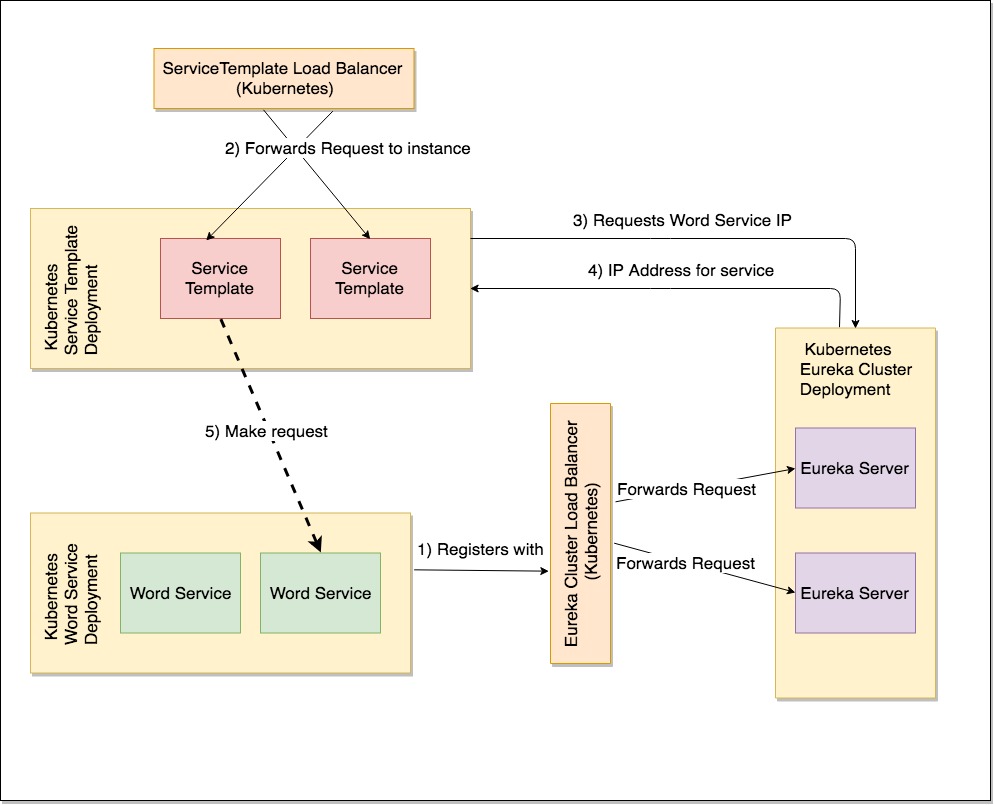 ServiceTemplate Load Balancer
(Kubernetes)
2) Forwards Request to instance
Kubernetes
Service Template
Deployment
Service
Template
Service
Template
3) Requests Word Service IP
4) IP Address for service
Kubernetes
Eureka Cluster
Deployment
Eureka Server
Eureka Server
5) Make request
Kubernetes
Word Service
Deployment
Word Service
Word Service
1) Registers with
Eureka Cluster Load Balancer
(Kubernetes)
Forwards Request
Forwards Request